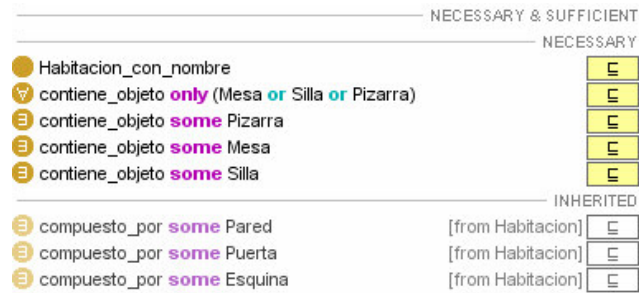 NECESSARY & SUFFICIENT
NECESSARY
Habitacion_con_nombre ⊑
∀ contiene_objeto only (Mesa or Silla or Pizarra) ⊑
∃ contiene_objeto some Pizarra ⊑
∃ contiene_objeto some Mesa ⊑
∃ contiene_objeto some Silla ⊑
INHERITED
∃ compuesto_por some Pared [from Habitacion] ⊑
∃ compuesto_por some Puerta [from Habitacion] ⊑
∃ compuesto_por some Esquina [from Habitacion] ⊑